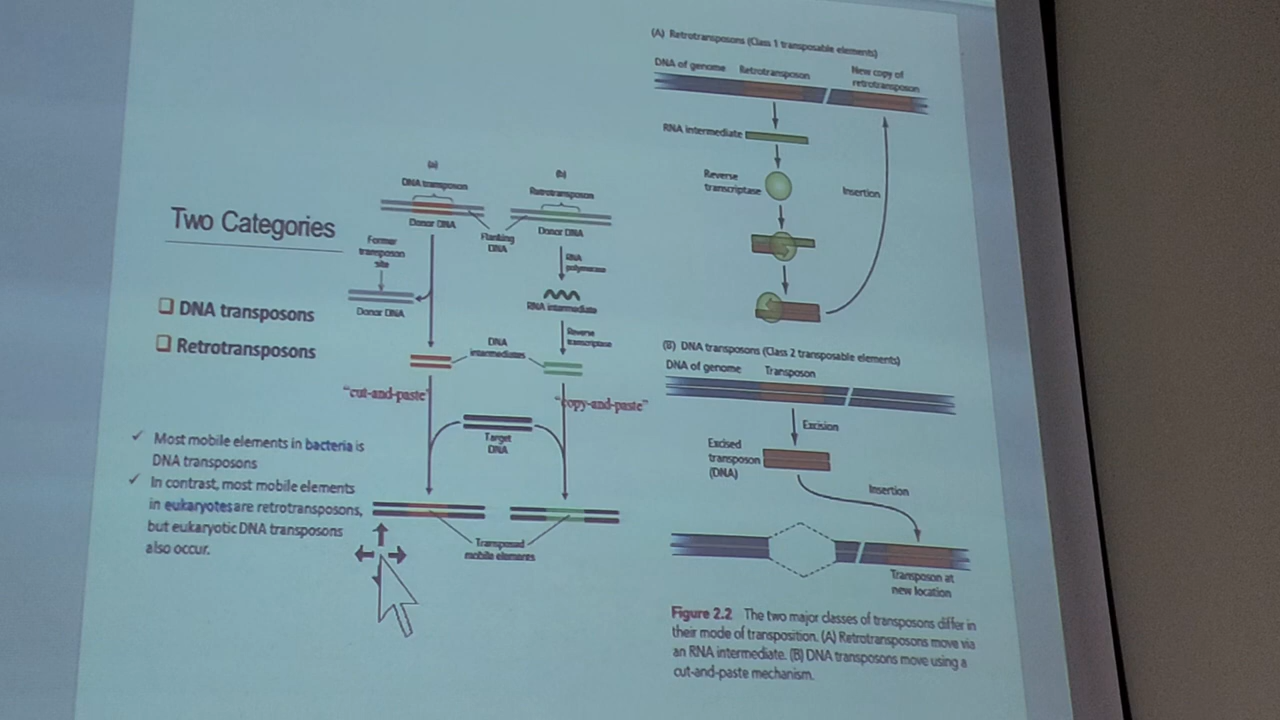 Two Categories
DNA transposons
Retrotransposons
Most mobile elements in bacteria is
DNA transposons
In contrast, most mobile elements
in eukaryotes are retrotransposons,
but eukaryotic DNA transposons
also occur.
(a)
DNA transposon
Donor DNA
Former
transposon
site
Donor DNA
Flanking
DNA
(b)
Retrotransposon
Donor DNA
RNA
polymerase
RNA intermediate
Reverse
transcriptase
DNA
intermediates
"cut-and-paste"
"copy-and-paste"
Target
DNA
Transposed
mobile elements
(A) Retrotransposons (Class 1 transposable elements)
DNA of genome
Retrotransposon
New copy of
retrotransposon
RNA intermediate
Reverse
transcriptase
Insertion
(B) DNA transposons (Class 2 transposable elements)
DNA of genome
Transposon
Excision
Excised
transposon
(DNA)
Insertion
Transposon at
new location
Figure 2.2 The two major classes of transposons differ in
their mode of transposition. (A) Retrotransposons move via
an RNA intermediate. (B) DNA transposons move using a
cut-and-paste mechanism.